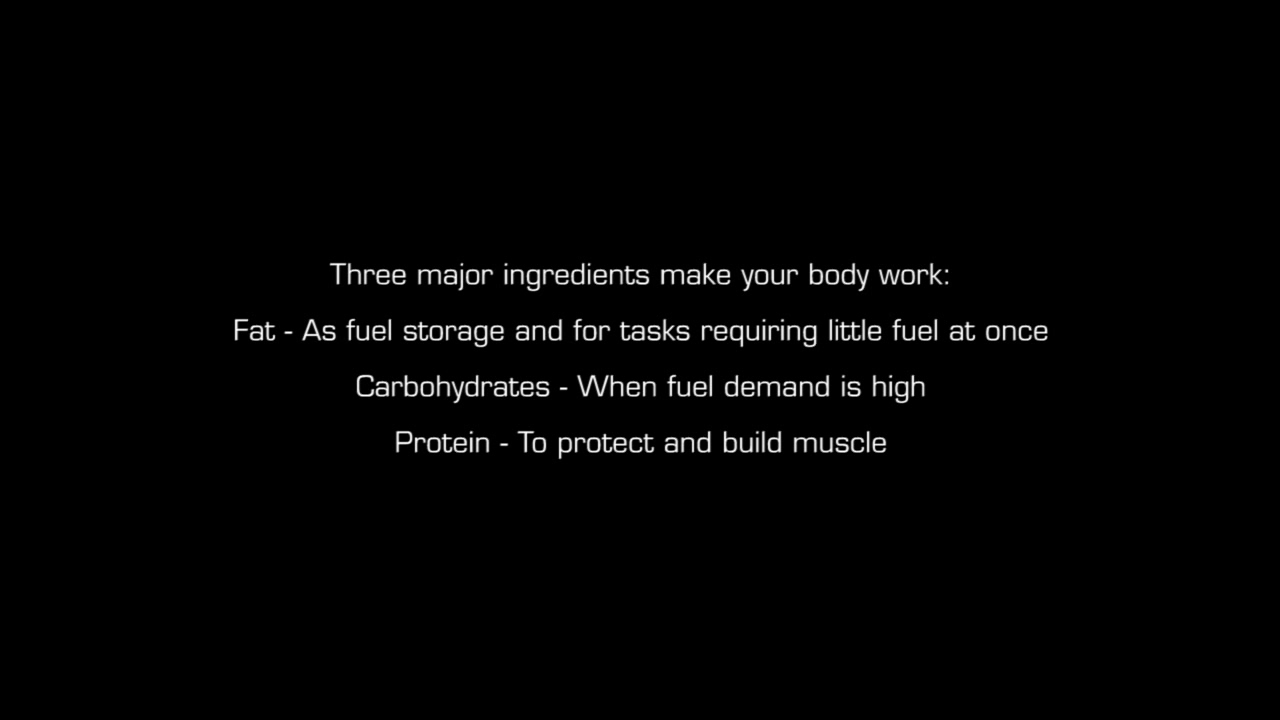 Three major ingredients make your body work:
Fat - As fuel storage and for tasks requiring little fuel at once
Carbohydrates - When fuel demand is high
Protein - To protect and build muscle